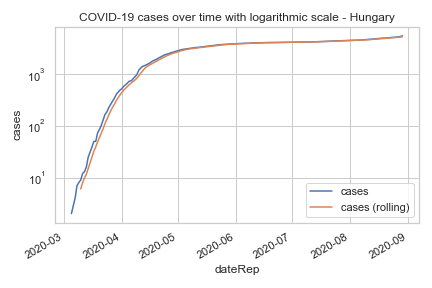 COVID-19 cases over time with logarithmic scale - Hungary
cases
10³
10²
10¹
cases
cases (rolling)
2020-03
2020-04
2020-05
2020-06
2020-07
2020-08
2020-09
dateRep